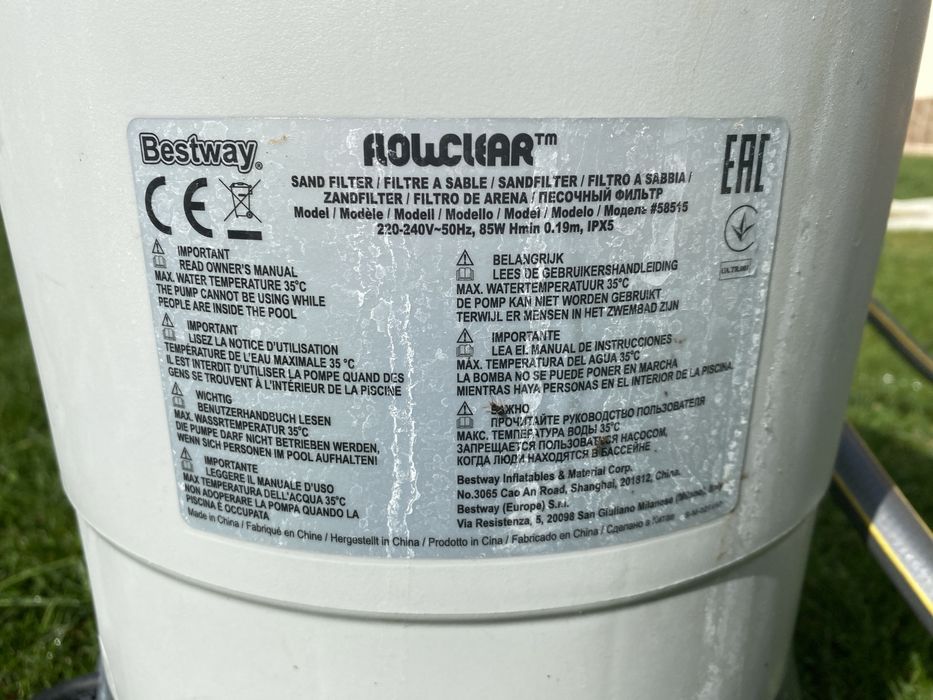 Bestway®
FLOWCLEAR™
EAC
CE
SAND FILTER / FILTRE A SABLE / SANDFILTER / FILTRO A SABBIA /
ZANDFILTER / FILTRO DE ARENA / ПЕСОЧНЫЙ ФИЛЬТР
Model / Modèle / Modell / Modello / Model / Modelo / Модель #58515
220-240V~50Hz, 85W Hmin 0.19m, IPX5
IMPORTANT
READ OWNER'S MANUAL
MAX. WATER TEMPERATURE 35°C
THE PUMP CANNOT BE USING WHILE
PEOPLE ARE INSIDE THE POOL
IMPORTANT
LISEZ LA NOTICE D'UTILISATION
TEMPÉRATURE DE L'EAU MAXIMALE 35 °C
IL EST INTERDIT D'UTILISER LA POMPE QUAND DES
GENS SE TROUVENT À L'INTÉRIEUR DE LA PISCINE
WICHTIG
BENUTZERHANDBUCH LESEN
MAX. WASSRTEMPERATUR 35°C
DIE PUMPE DARF NICHT BETRIEBEN WERDEN,
WENN SICH PERSONEN IM POOL AUFHALTEN!
IMPORTANTE
LEGGERE IL MANUALE D'USO
MAX TEMPERATURA DELL'ACQUA 35°C
NON ADOPERARE LA POMPA QUANDO LA
PISCINA È OCCUPATA
BELANGRIJK
LEES DE GEBRUIKERSHANDLEIDING
MAX. WATERTEMPERATUUR 35°C
DE POMP KAN NIET WORDEN GEBRUIKT
TERWIJL ER MENSEN IN HET ZWEMBAD ZIJN
IMPORTANTE
LEA EL MANUAL DE INSTRUCCIONES
MÁX. TEMPERATURA DEL AGUA 35°C
LA BOMBA NO SE PUEDE PONER EN MARCHA
MIENTRAS HAYA PERSONAS EN EL INTERIOR DE LA PISCINA.
ВАЖНО
ПРОЧИТАЙТЕ РУКОВОДСТВО ПОЛЬЗОВАТЕЛЯ
МАКС. ТЕМПЕРАТУРА ВОДЫ 35°C
ЗАПРЕЩАЕТСЯ ПОЛЬЗОВАТЬСЯ НАСОСОМ,
КОГДА ЛЮДИ НАХОДЯТСЯ В БАССЕЙНЕ
Bestway Inflatables & Material Corp.
No.3065 Cao An Road, Shanghai, 201812, China.
Bestway (Europe) S.r.l.
Via Resistenza, 5, 20098 San Giuliano Milanese (Milano),
Made in China / Fabriqué en Chine / Hergestellt in China / Prodotto in Cina / Fabricado en China / Сделано в Китае